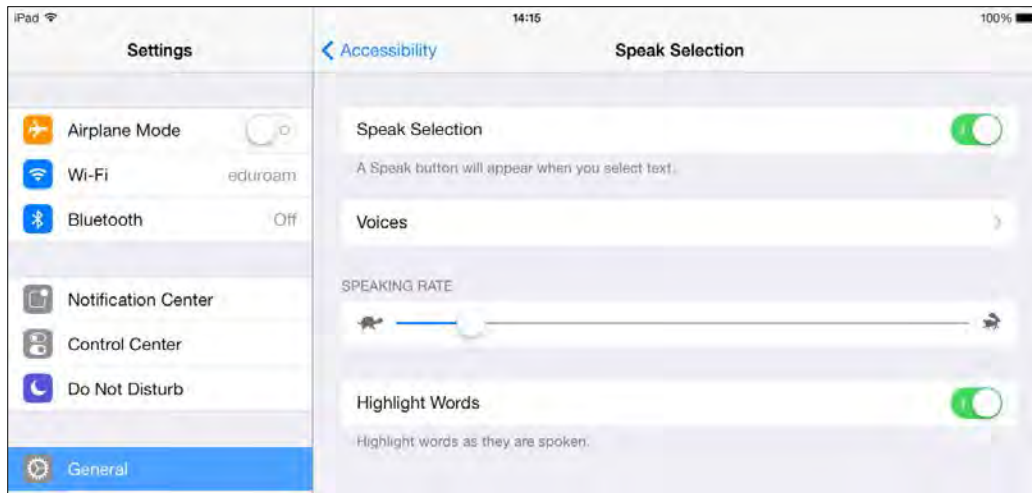 iPad 14:15 100%
Settings
Accessibility Speak Selection
Airplane Mode
Wi-Fi eduroam
Bluetooth Off
Notification Center
Control Center
Do Not Disturb
General
Speak Selection
A Speak button will appear when you select text.
Voices
SPEAKING RATE
Highlight Words
Highlight words as they are spoken.